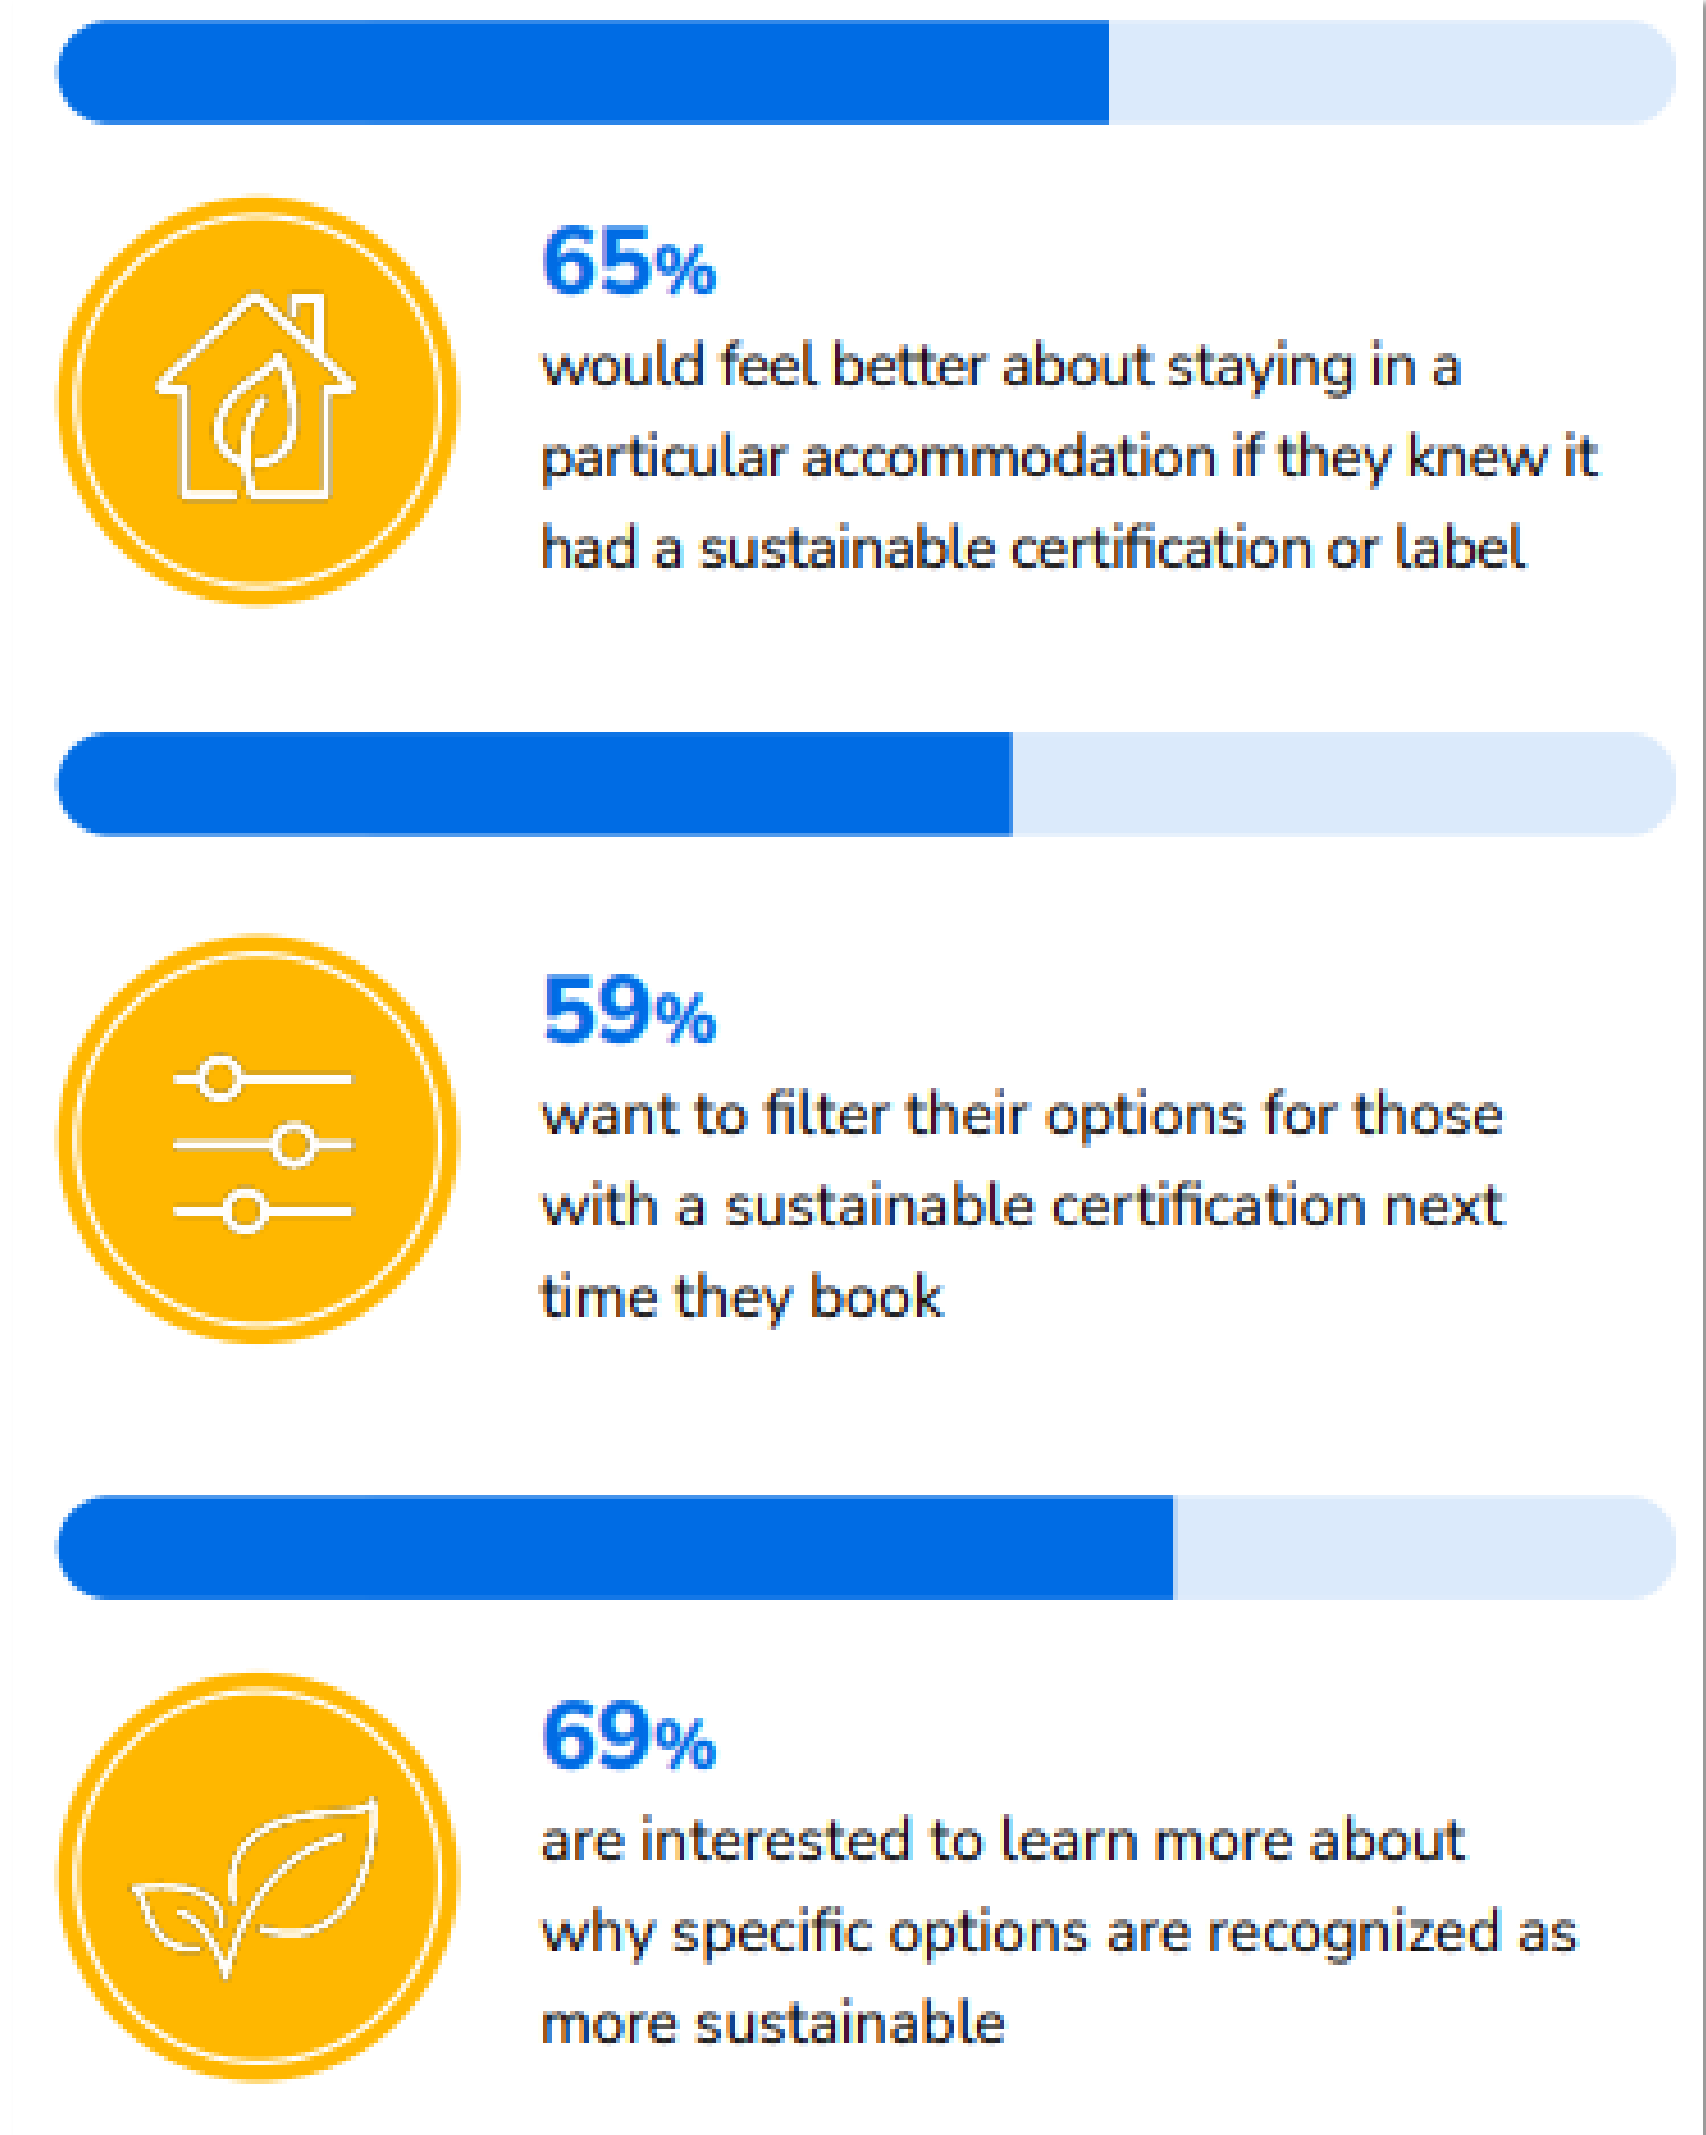 65%
would feel better about staying in a
particular accommodation if they knew it
had a sustainable certification or label
59%
want to filter their options for those
with a sustainable certification next
time they book
69%
are interested to learn more about
why specific options are recognized as
more sustainable